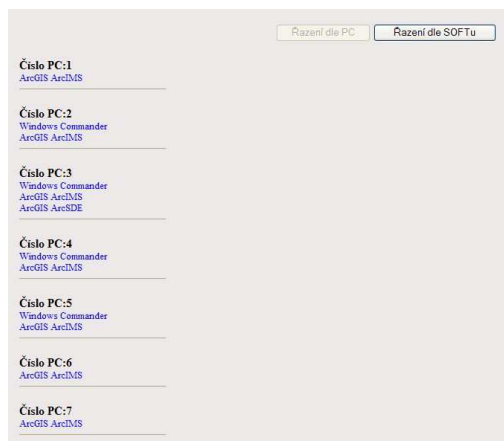 Řazení dle PC Řazení dle SOFTu
Číslo PC:1
ArcGIS ArcIMS
Číslo PC:2
Windows Commander
ArcGIS ArcIMS
Číslo PC:3
Windows Commander
ArcGIS ArcIMS
ArcGIS ArcSDE
Číslo PC:4
Windows Commander
ArcGIS ArcIMS
Číslo PC:5
Windows Commander
ArcGIS ArcIMS
Číslo PC:6
ArcGIS ArcIMS
Číslo PC:7
ArcGIS ArcIMS